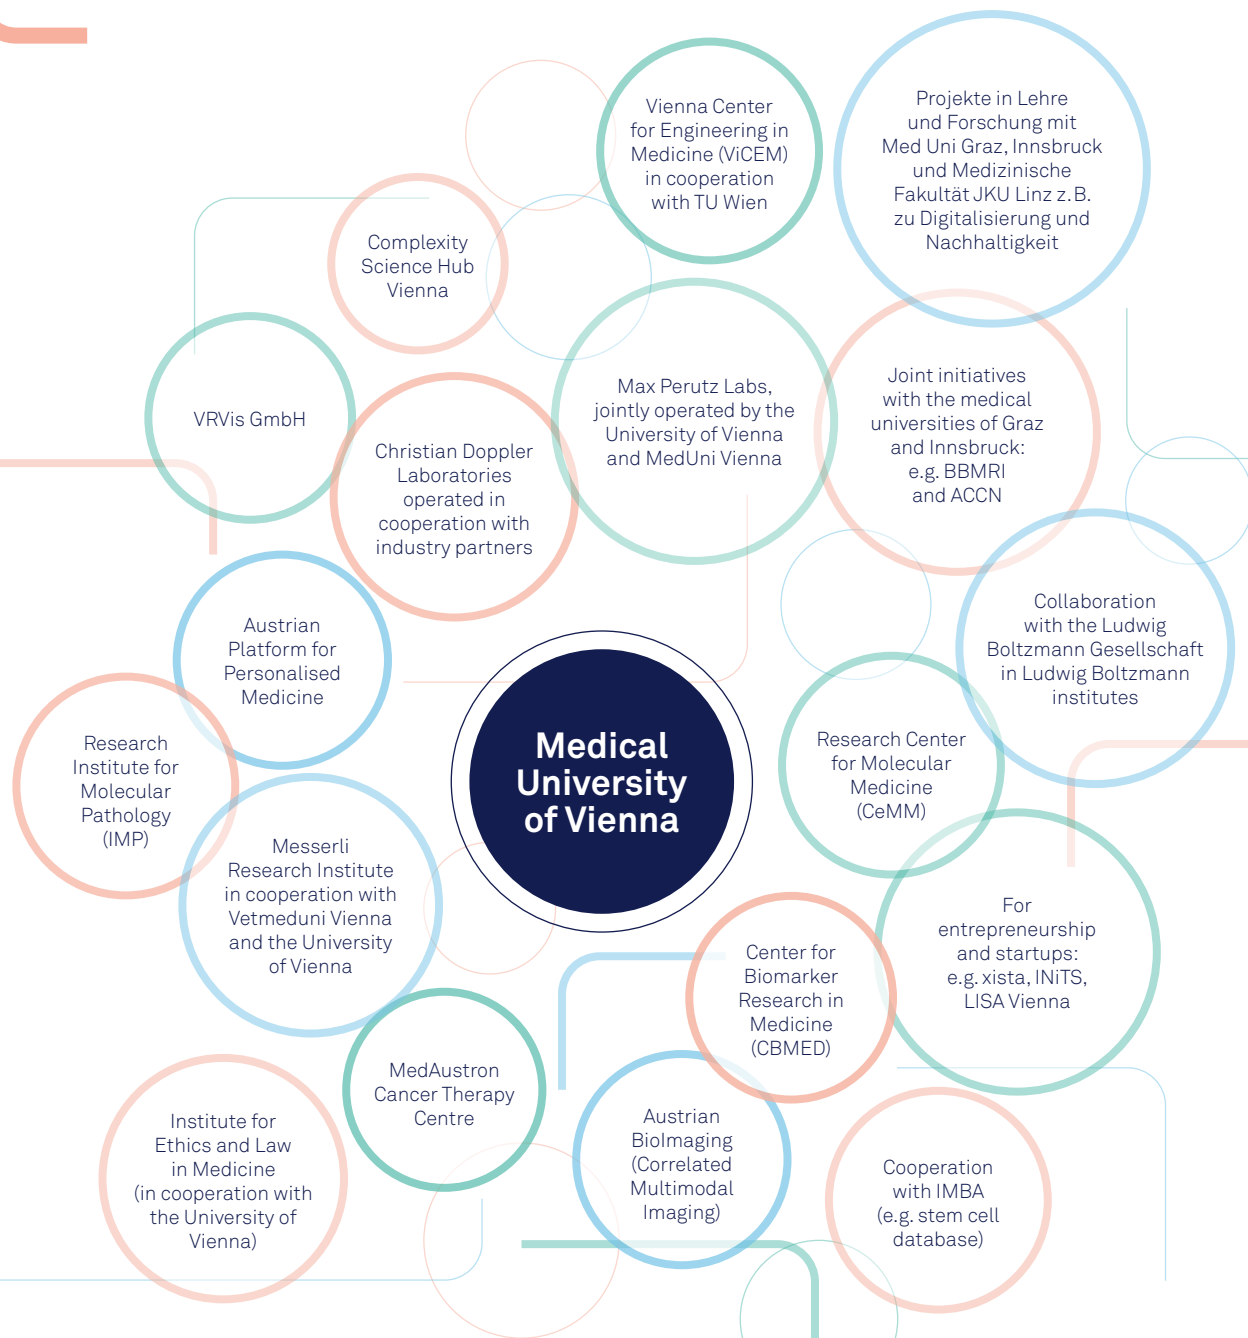 Vienna Center
for Engineering in
Medicine (ViCEM)
in cooperation
with TU Wien
Projekte in Lehre
und Forschung mit
Med Uni Graz, Innsbruck
und Medizinische
Fakultät JKU Linz z.B.
zu Digitalisierung und
Nachhaltigkeit
Complexity
Science Hub
Vienna
VRVis GmbH
Christian Doppler
Laboratories
operated in
cooperation with
industry partners
Max Perutz Labs,
jointly operated by the
University of Vienna
and MedUni Vienna
Joint initiatives
with the medical
universities of Graz
and Innsbruck:
e.g. BBMRI
and ACCN
Austrian
Platform for
Personalised
Medicine
Collaboration
with the Ludwig
Boltzmann Gesellschaft
in Ludwig Boltzmann
institutes
Research
Institute for
Molecular
Pathology
(IMP)
Medical
University
of Vienna
Research Center
for Molecular
Medicine
(CeMM)
Messerli
Research Institute
in cooperation with
Vetmeduni Vienna
and the University
of Vienna
For
entrepreneurship
and startups:
e.g. xista, INiTS,
LISA Vienna
Center for
Biomarker
Research in
Medicine
(CBMED)
MedAustron
Cancer Therapy
Centre
Institute for
Ethics and Law
in Medicine
(in cooperation with
the University of
Vienna)
Austrian
BioImaging
(Correlated
Multimodal
Imaging)
Cooperation
with IMBA
(e.g. stem cell
database)